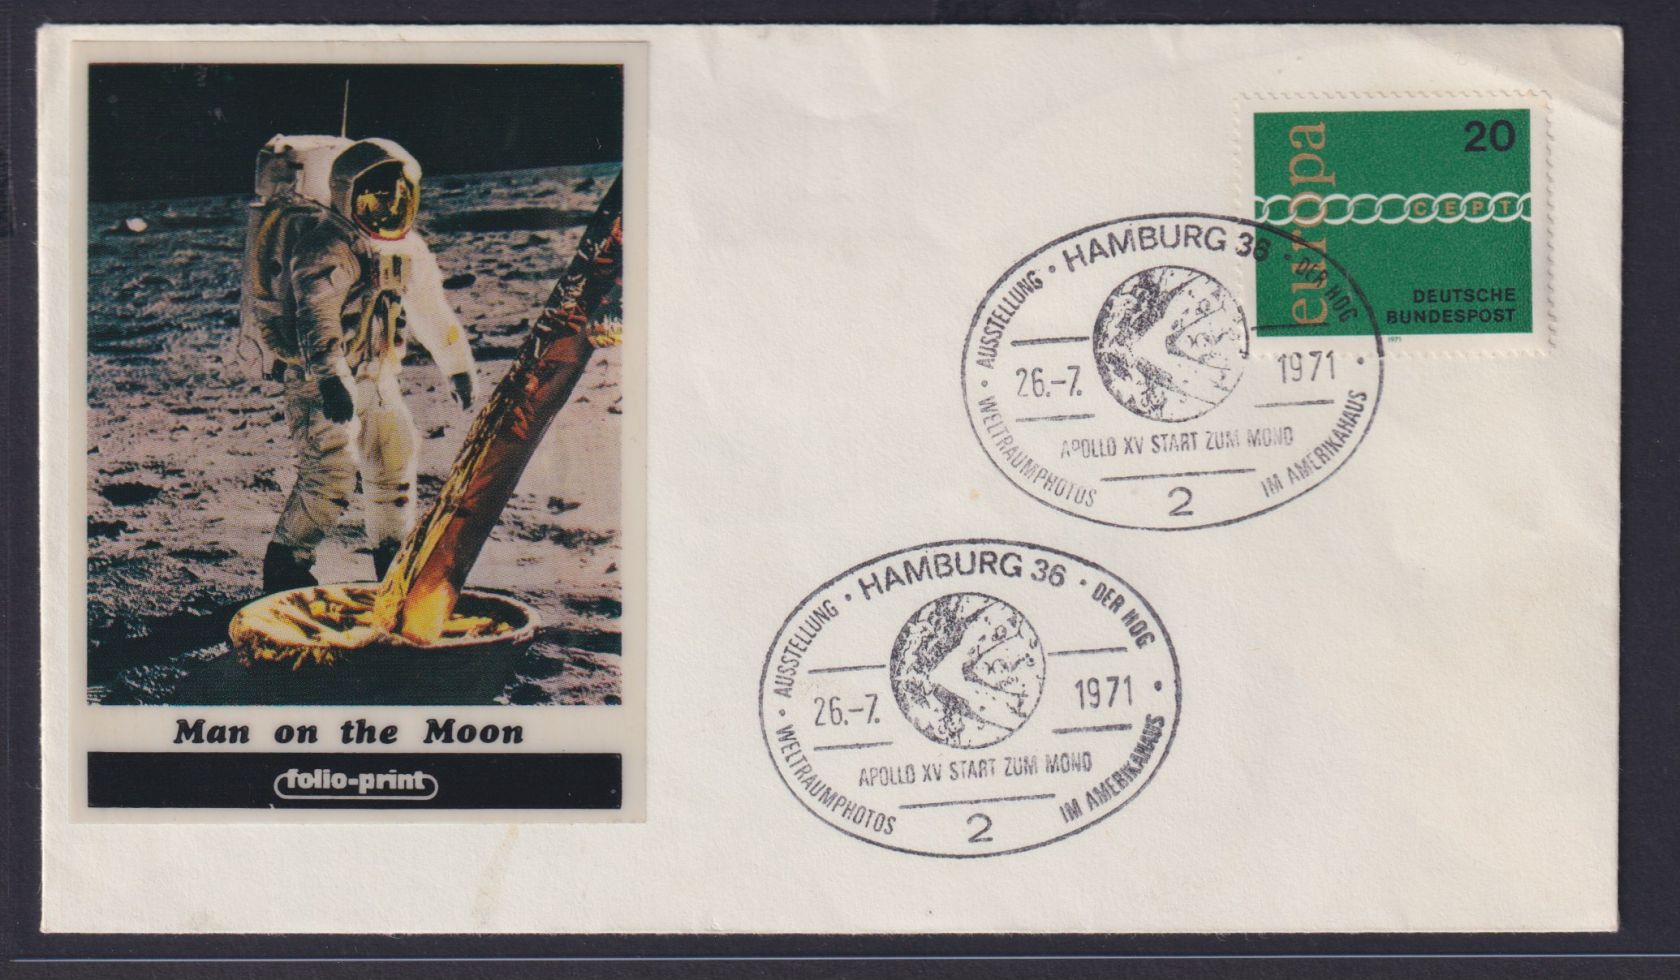 Man on the Moon
folio-print
europa
20
CEPT
DEUTSCHE
BUNDESPOST
1971
HAMBURG 36 · DER HOG
WELTRAUMPHOTOS · AUSSTELLUNG ·
26.-7. 1971
APOLLO XV START ZUM MOND
IM AMERIKAHAUS ·
2
HAMBURG 36 · DER HOG
WELTRAUMPHOTOS · AUSSTELLUNG ·
26.-7. 1971
APOLLO XV START ZUM MOND
IM AMERIKAHAUS ·
2